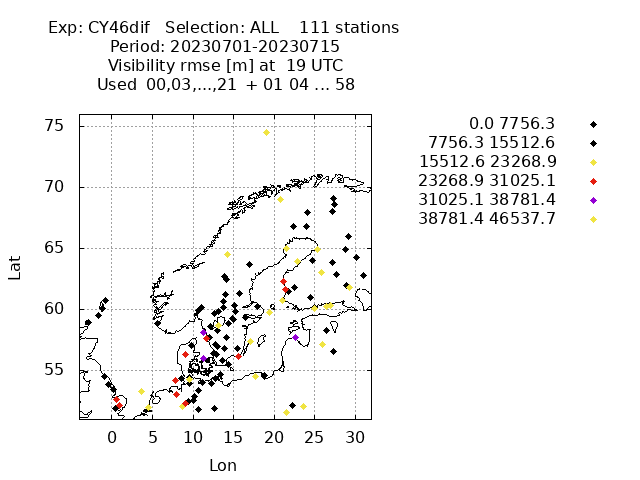 Exp: CY46dif Selection: ALL 111 stations
Period: 20230701-20230715
Visibility rmse [m] at 19 UTC
Used 00,03,...,21 + 01 04 ... 58
0.0 7756.3
7756.3 15512.6
15512.6 23268.9
23268.9 31025.1
31025.1 38781.4
38781.4 46537.7
75
70
65
60
55
Lat
0 5 10 15 20 25 30
Lon